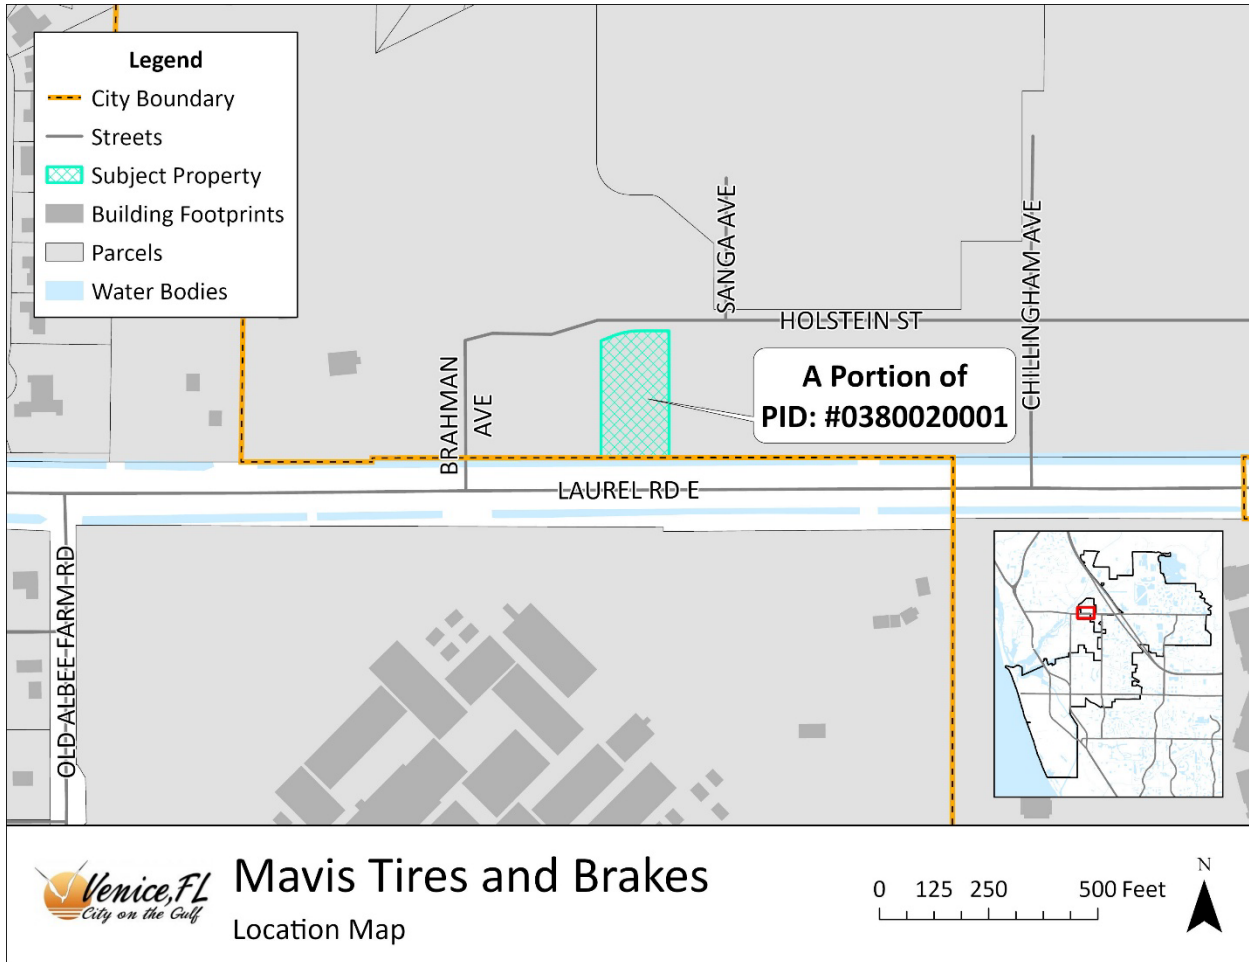 Legend
City Boundary
Streets
Subject Property
Building Footprints
Parcels
Water Bodies
SANGA AVE
CHILLINGHAM AVE
HOLSTEIN ST
BRAHMAN
AVE
A Portion of
PID: #0380020001
LAUREL RD E
OLD ALBEE FARM RD
Venice, FL
City on the Gulf
Mavis Tires and Brakes
Location Map
0 125 250 500 Feet
N